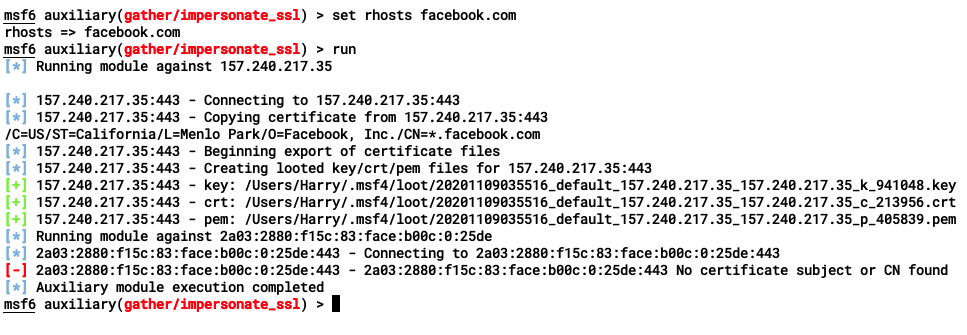 msf6 auxiliary(gather/impersonate_ssl) > set rhosts facebook.com
rhosts => facebook.com
msf6 auxiliary(gather/impersonate_ssl) > run
[*] Running module against 157.240.217.35
[*] 157.240.217.35:443 - Connecting to 157.240.217.35:443
[*] 157.240.217.35:443 - Copying certificate from 157.240.217.35:443
/C=US/ST=California/L=Menlo Park/O=Facebook, Inc./CN=*.facebook.com
[*] 157.240.217.35:443 - Beginning export of certificate files
[*] 157.240.217.35:443 - Creating looted key/crt/pem files for 157.240.217.35:443
[+] 157.240.217.35:443 - key: /Users/Harry/.msf4/loot/20201109035516_default_157.240.217.35_157.240.217.35_k_941048.key
[+] 157.240.217.35:443 - crt: /Users/Harry/.msf4/loot/20201109035516_default_157.240.217.35_157.240.217.35_c_213956.crt
[+] 157.240.217.35:443 - pem: /Users/Harry/.msf4/loot/20201109035516_default_157.240.217.35_157.240.217.35_p_405839.pem
[*] Running module against 2a03:2880:f15c:83:face:b00c:0:25de
[*] 2a03:2880:f15c:83:face:b00c:0:25de:443 - Connecting to 2a03:2880:f15c:83:face:b00c:0:25de:443
[-] 2a03:2880:f15c:83:face:b00c:0:25de:443 - 2a03:2880:f15c:83:face:b00c:0:25de:443 No certificate subject or CN found
[*] Auxiliary module execution completed
msf6 auxiliary(gather/impersonate_ssl) >